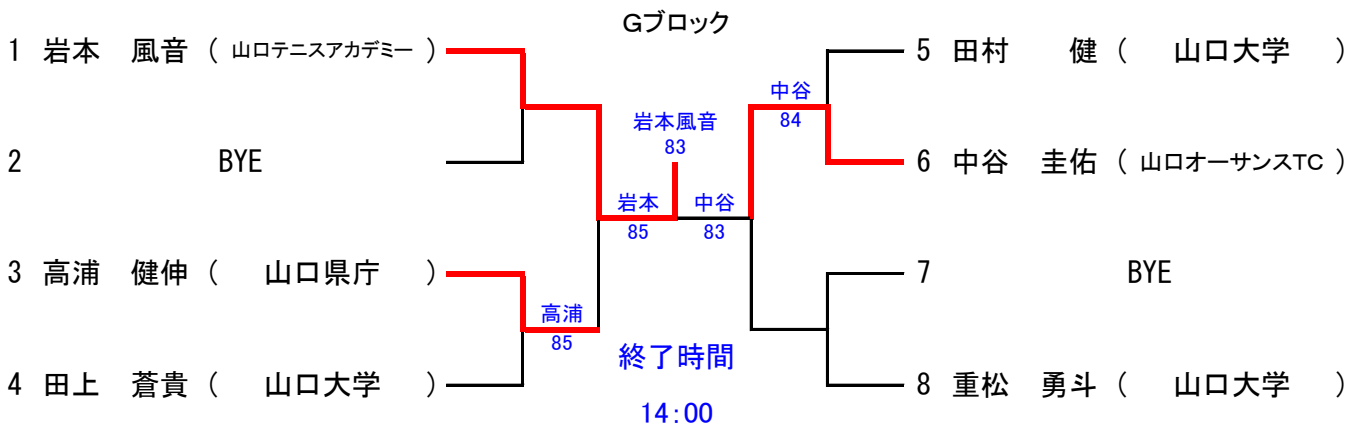 Gブロック
1 岩本 風音 ( 山口テニスアカデミー )
2 BYE
3 高浦 健伸 ( 山口県庁 )
4 田上 蒼貴 ( 山口大学 )
高浦
85
岩本
85
岩本風音
83
中谷
83
中谷
84
5 田村 健 ( 山口大学 )
6 中谷 圭佑 ( 山口オーサンスTC )
7 BYE
8 重松 勇斗 ( 山口大学 )
終了時間
14:00